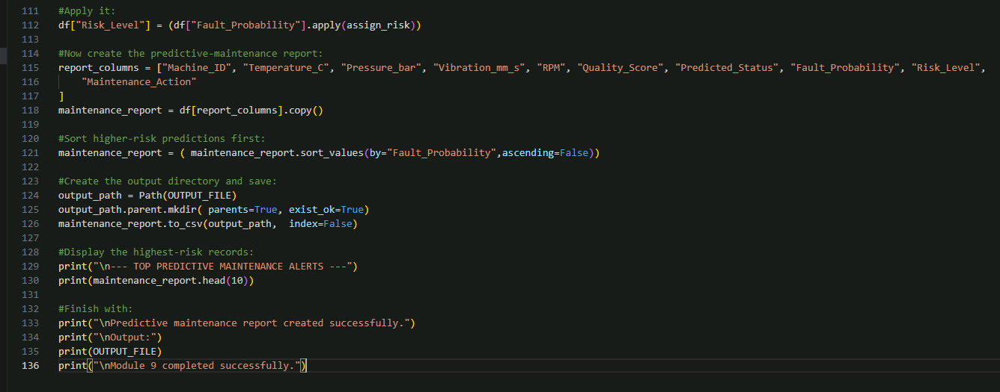 111 #Apply it:
112 df["Risk_Level"] = (df["Fault_Probability"].apply(assign_risk))
113
114 #Now create the predictive-maintenance report:
115 report_columns = ["Machine_ID", "Temperature_C", "Pressure_bar", "Vibration_mm_s", "RPM", "Quality_Score", "Predicted_Status", "Fault_Probability", "Risk_Level",
116     "Maintenance_Action"
117 ]
118 maintenance_report = df[report_columns].copy()
119
120 #Sort higher-risk predictions first:
121 maintenance_report = ( maintenance_report.sort_values(by="Fault_Probability",ascending=False))
122
123 #Create the output directory and save:
124 output_path = Path(OUTPUT_FILE)
125 output_path.parent.mkdir( parents=True, exist_ok=True)
126 maintenance_report.to_csv(output_path,  index=False)
127
128 #Display the highest-risk records:
129 print("\n--- TOP PREDICTIVE MAINTENANCE ALERTS ---")
130 print(maintenance_report.head(10))
131
132 #Finish with:
133 print("\nPredictive maintenance report created successfully.")
134 print("\nOutput:")
135 print(OUTPUT_FILE)
136 print("\nModule 9 completed successfully.")